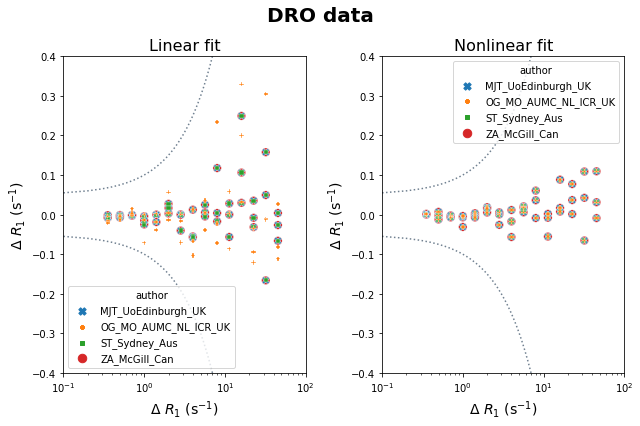 DRO data
Linear fit
0.4
0.3
0.2
0.1
0.0
−0.1
−0.2
−0.3
−0.4
Δ R₁ (s⁻¹)
author
MJT_UoEdinburgh_UK
OG_MO_AUMC_NL_ICR_UK
ST_Sydney_Aus
ZA_McGill_Can
10⁻¹ 10⁰ 10¹ 10²
Δ R₁ (s⁻¹)
Nonlinear fit
author
MJT_UoEdinburgh_UK
OG_MO_AUMC_NL_ICR_UK
ST_Sydney_Aus
ZA_McGill_Can
0.4
0.3
0.2
0.1
0.0
−0.1
−0.2
−0.3
−0.4
Δ R₁ (s⁻¹)
10⁻¹ 10⁰ 10¹ 10²
Δ R₁ (s⁻¹)